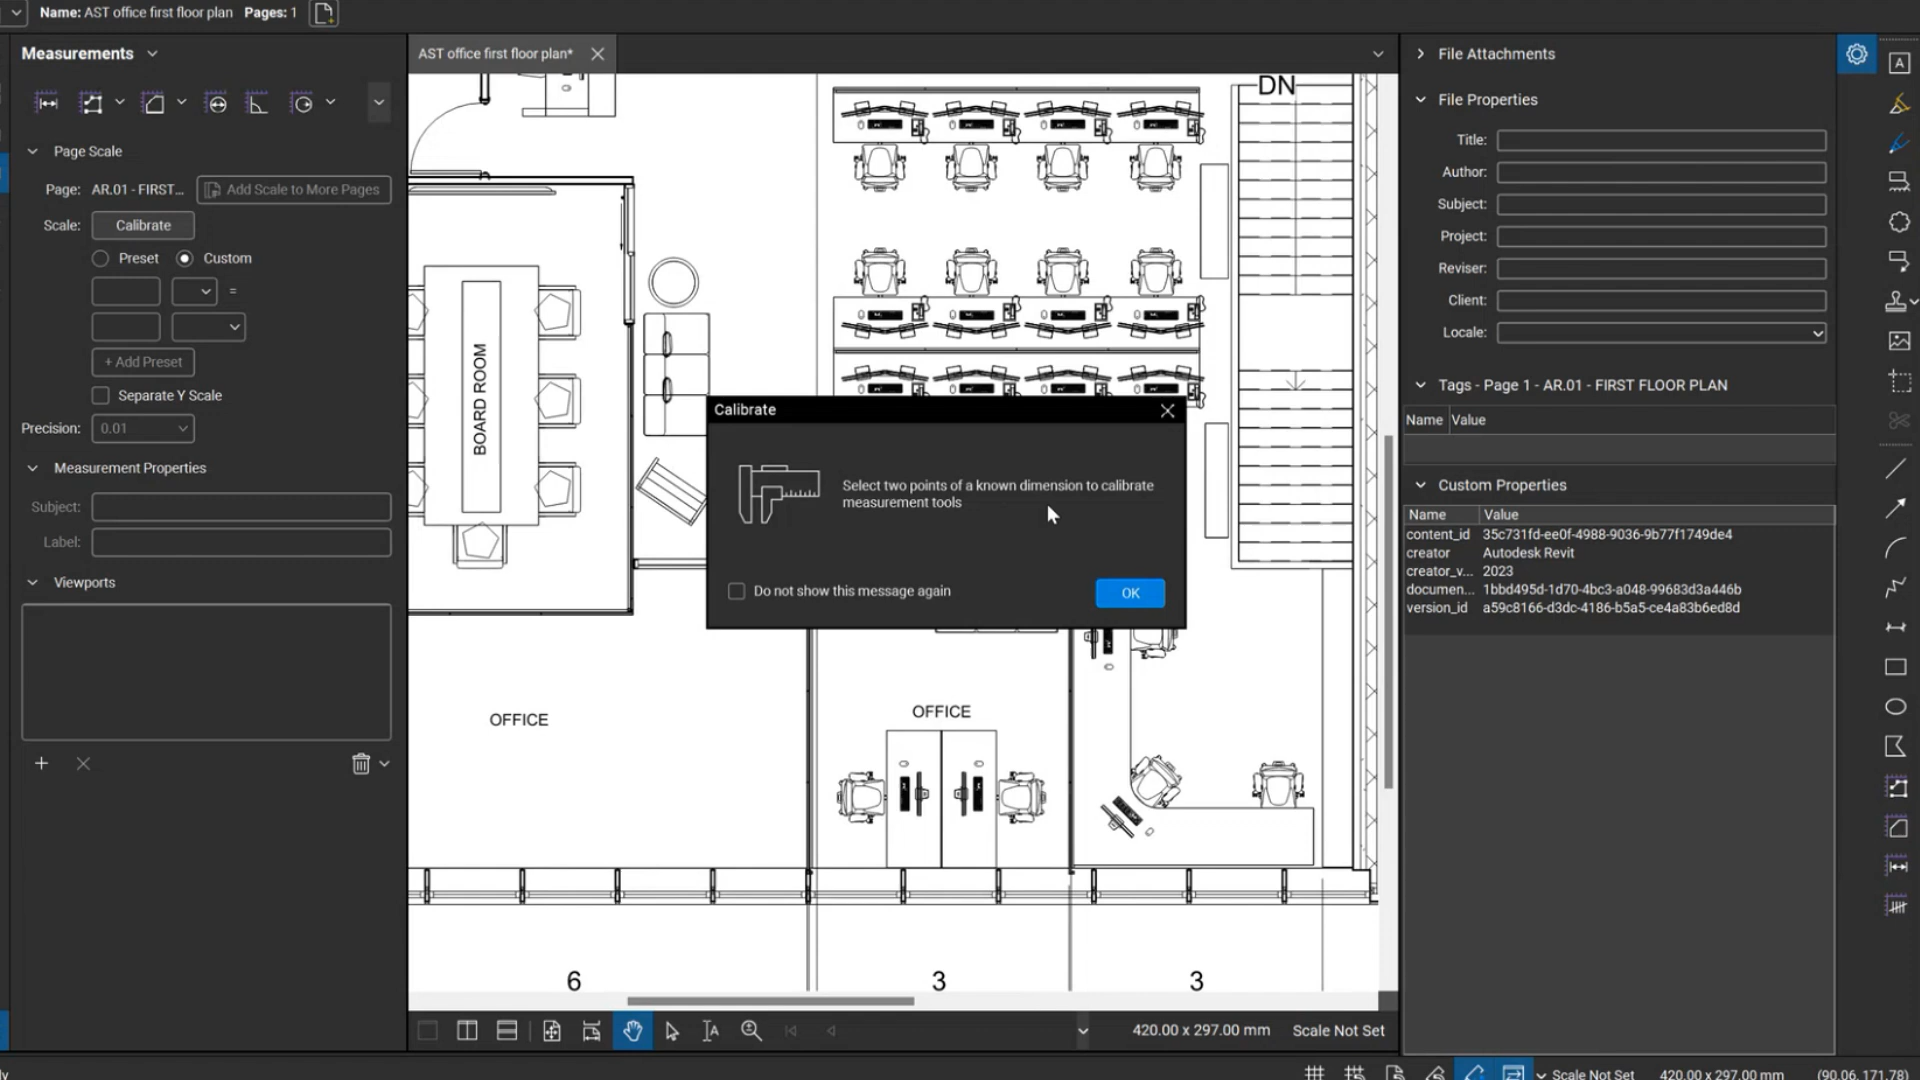 Name: AST office first floor plan Pages: 1
Measurements
Page Scale
Page: AR.01 - FIRST... Add Scale to More Pages
Scale: Calibrate
Preset Custom
=
+ Add Preset
Separate Y Scale
Precision: 0.01
Measurement Properties
Subject:
Label:
Viewports
AST office first floor plan*
DN
BOARD ROOM
Calibrate
Select two points of a known dimension to calibrate
measurement tools
Do not show this message again
OK
OFFICE
OFFICE
6
3
3
420.00 x 297.00 mm Scale Not Set
File Attachments
File Properties
Title:
Author:
Subject:
Project:
Reviser:
Client:
Locale:
Tags - Page 1 - AR.01 - FIRST FLOOR PLAN
Name Value
Custom Properties
Name Value
content_id 35c731fd-ee0f-4988-9036-9b77f1749de4
creator Autodesk Revit
creator_v... 2023
documen... 1bbd495d-1d70-4bc3-a048-99683d3a446b
version_id a59c8166-d3dc-4186-b5a5-ce4a83b6ed8d
Scale Not Set 420.00 x 297.00 mm (90.06, 171.78)